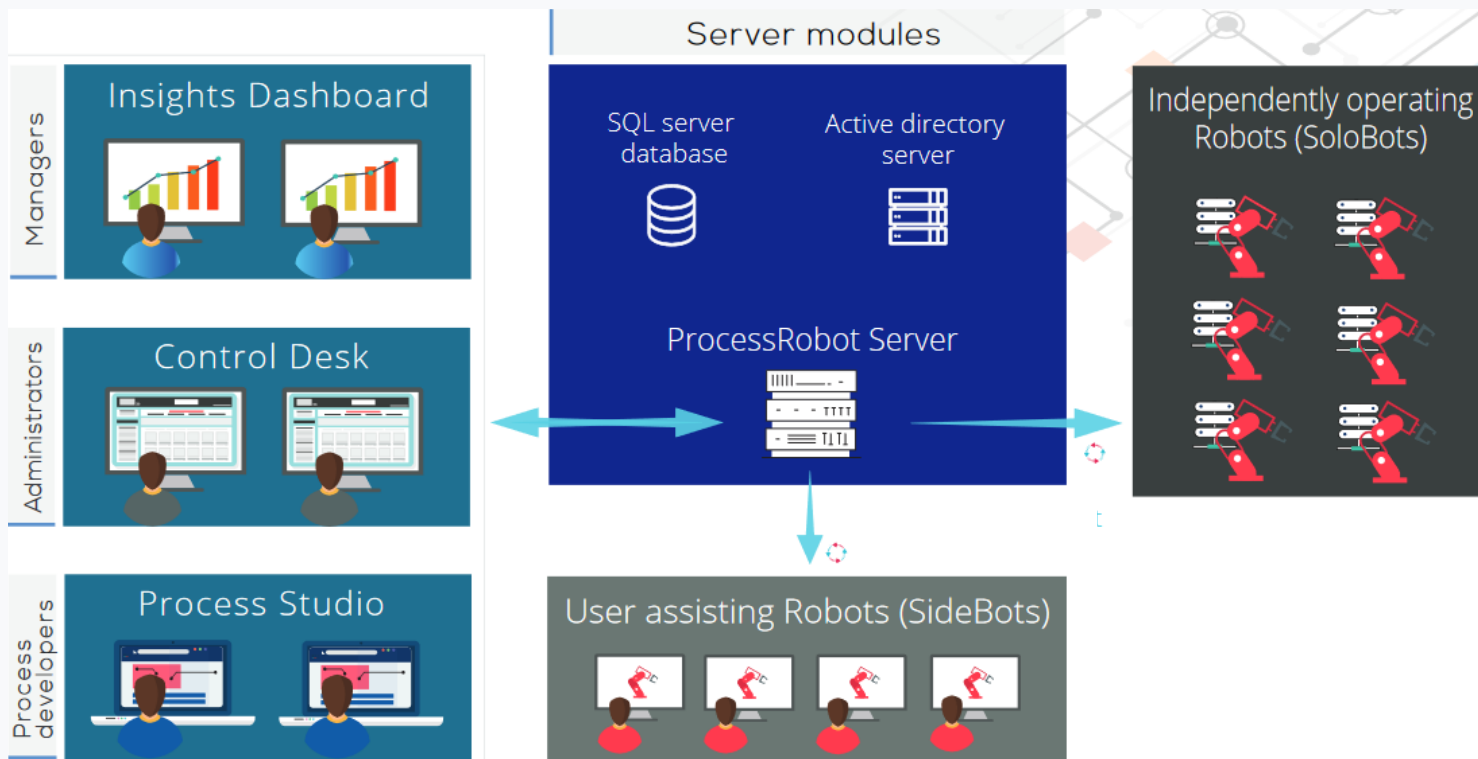 Server modules
Managers
Insights Dashboard
SQL server
database
Active directory
server
Independently operating
Robots (SoloBots)
Administrators
Control Desk
ProcessRobot Server
Process
developers
Process Studio
User assisting Robots (SideBots)